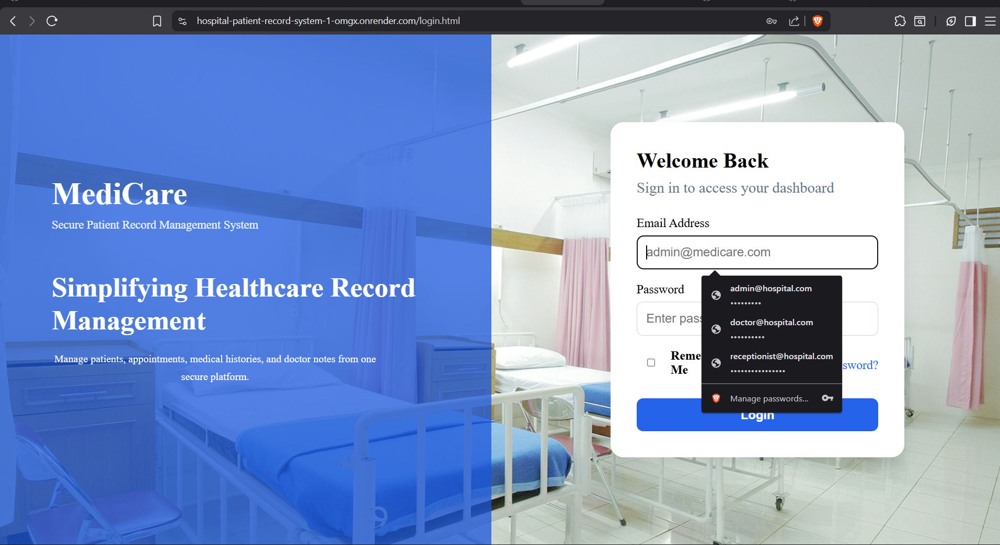 hospital-patient-record-system-1-omgx.onrender.com/login.html
MediCare
Secure Patient Record Management System
Simplifying Healthcare Record
Management
Manage patients, appointments, medical histories, and doctor notes from one
secure platform.
Welcome Back
Sign in to access your dashboard
Email Address
admin@medicare.com
Password
Enter pass
admin@hospital.com
•••••••••
doctor@hospital.com
••••••••••
receptionist@hospital.com
••••••••••••••••
Manage passwords...
Reme
Me
sword?
Login